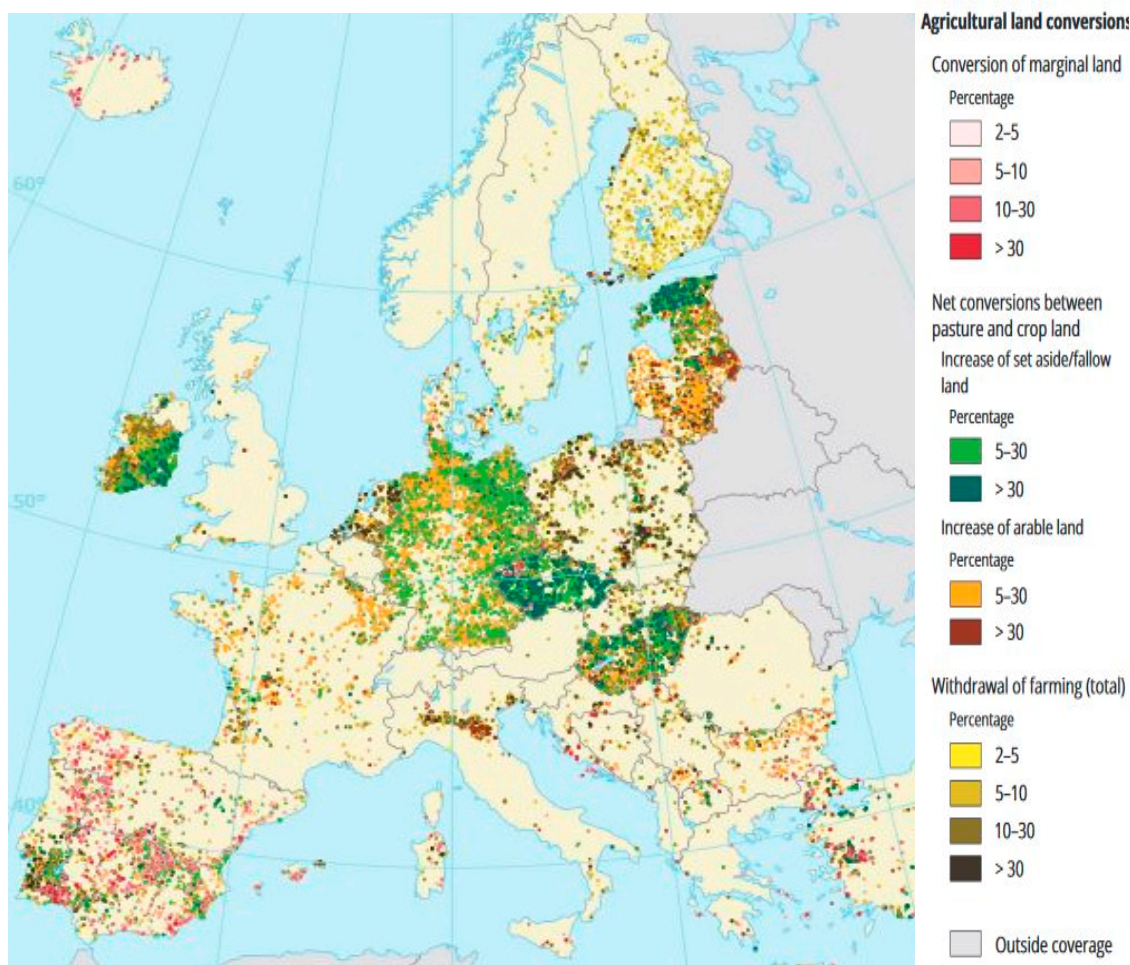 Agricultural land conversions
Conversion of marginal land
Percentage
2–5
5–10
10–30
> 30
Net conversions between
pasture and crop land
Increase of set aside/fallow
land
Percentage
5–30
> 30
Increase of arable land
Percentage
5–30
> 30
Withdrawal of farming (total)
Percentage
2–5
5–10
10–30
> 30
Outside coverage
60°
50°
40°